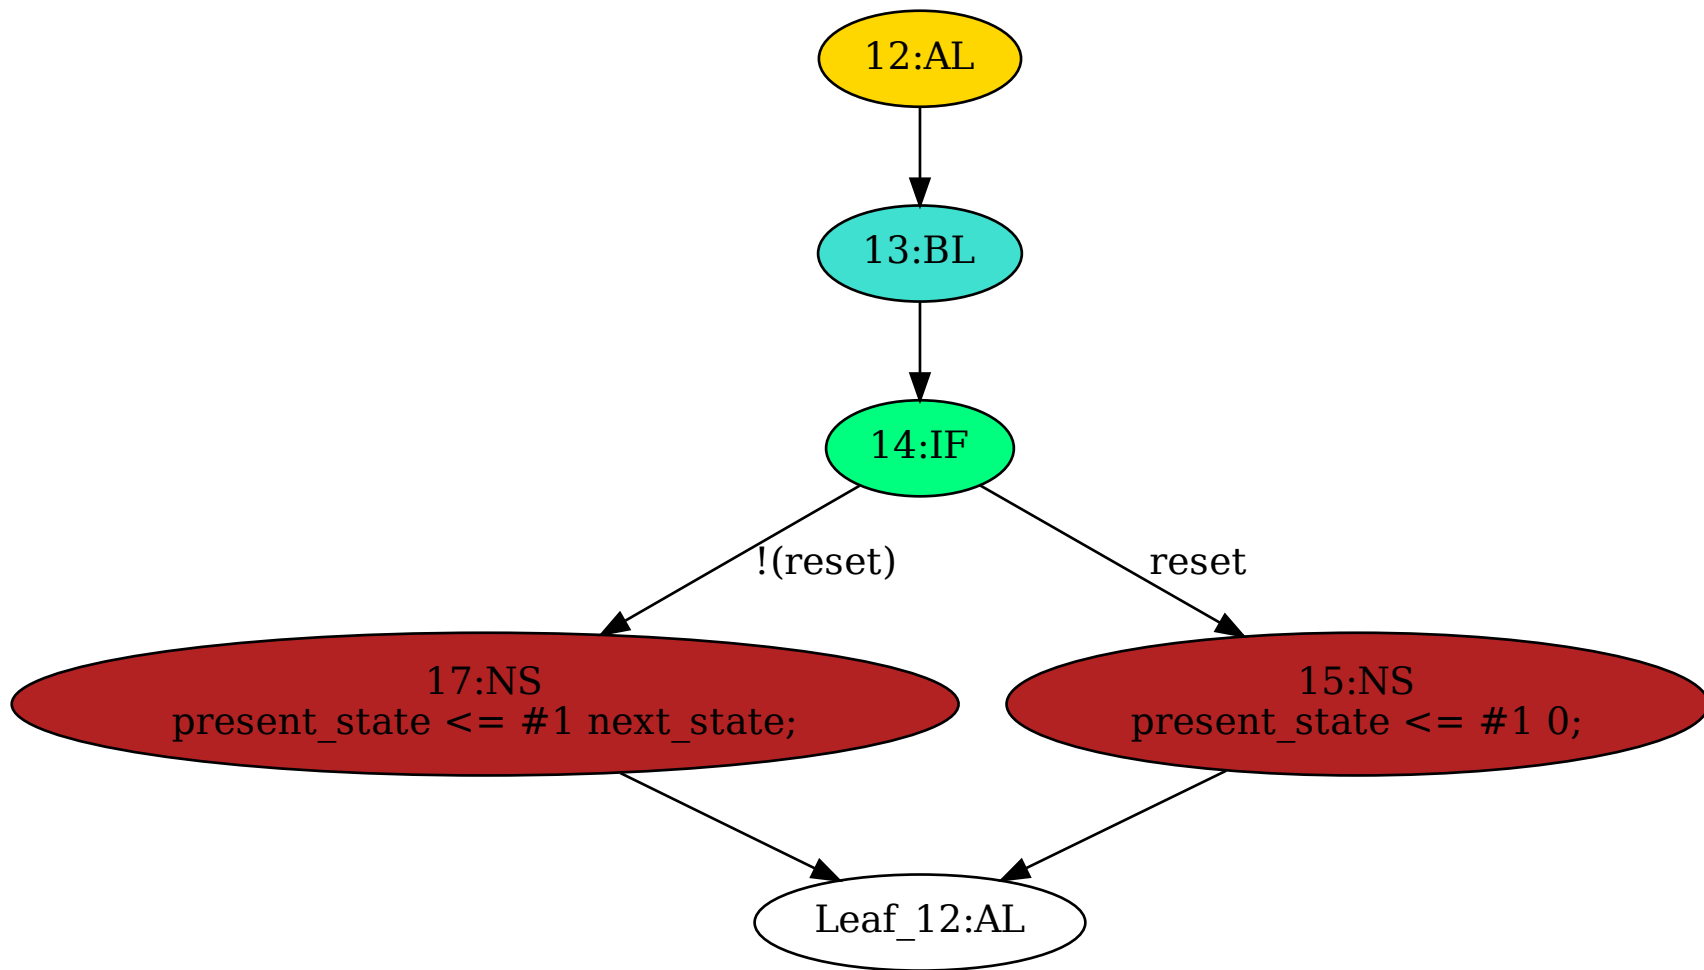 12:AL
13:BL
14:IF
!(reset)
reset
17:NS
present_state <= #1 next_state;
15:NS
present_state <= #1 0;
Leaf_12:AL